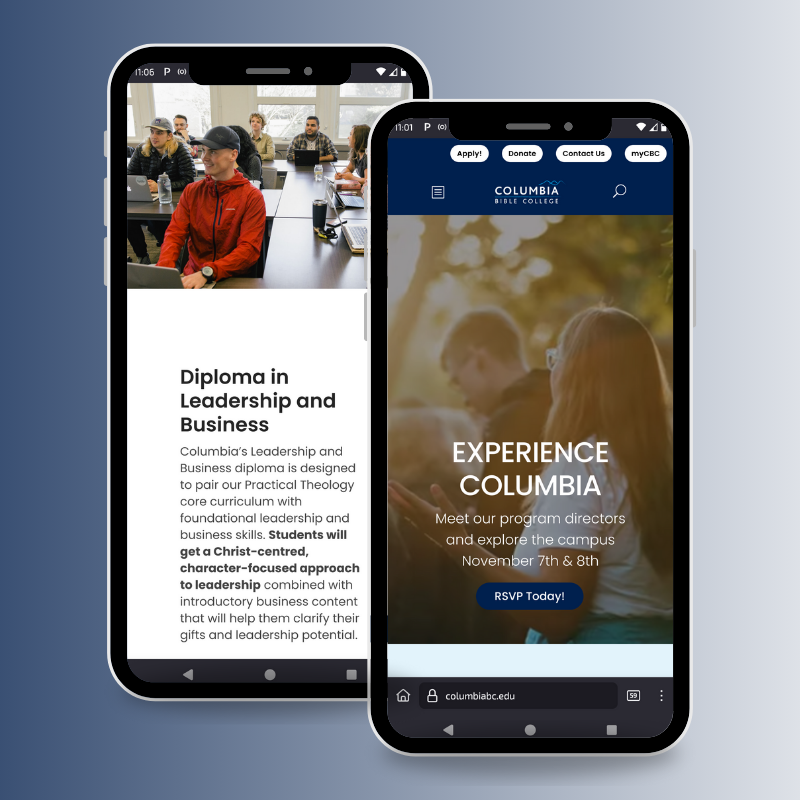 11:06 P
Diploma in
Leadership and
Business
Columbia's Leadership and
Business diploma is designed
to pair our Practical Theology
core curriculum with
foundational leadership and
business skills. Students will
get a Christ-centred,
character-focused approach
to leadership combined with
introductory business content
that will help them clarify their
gifts and leadership potential.
11:01 P
Apply! Donate Contact Us myCBC
COLUMBIA
BIBLE COLLEGE
EXPERIENCE
COLUMBIA
Meet our program directors
and explore the campus
November 7th & 8th
RSVP Today!
columbiabc.edu 59